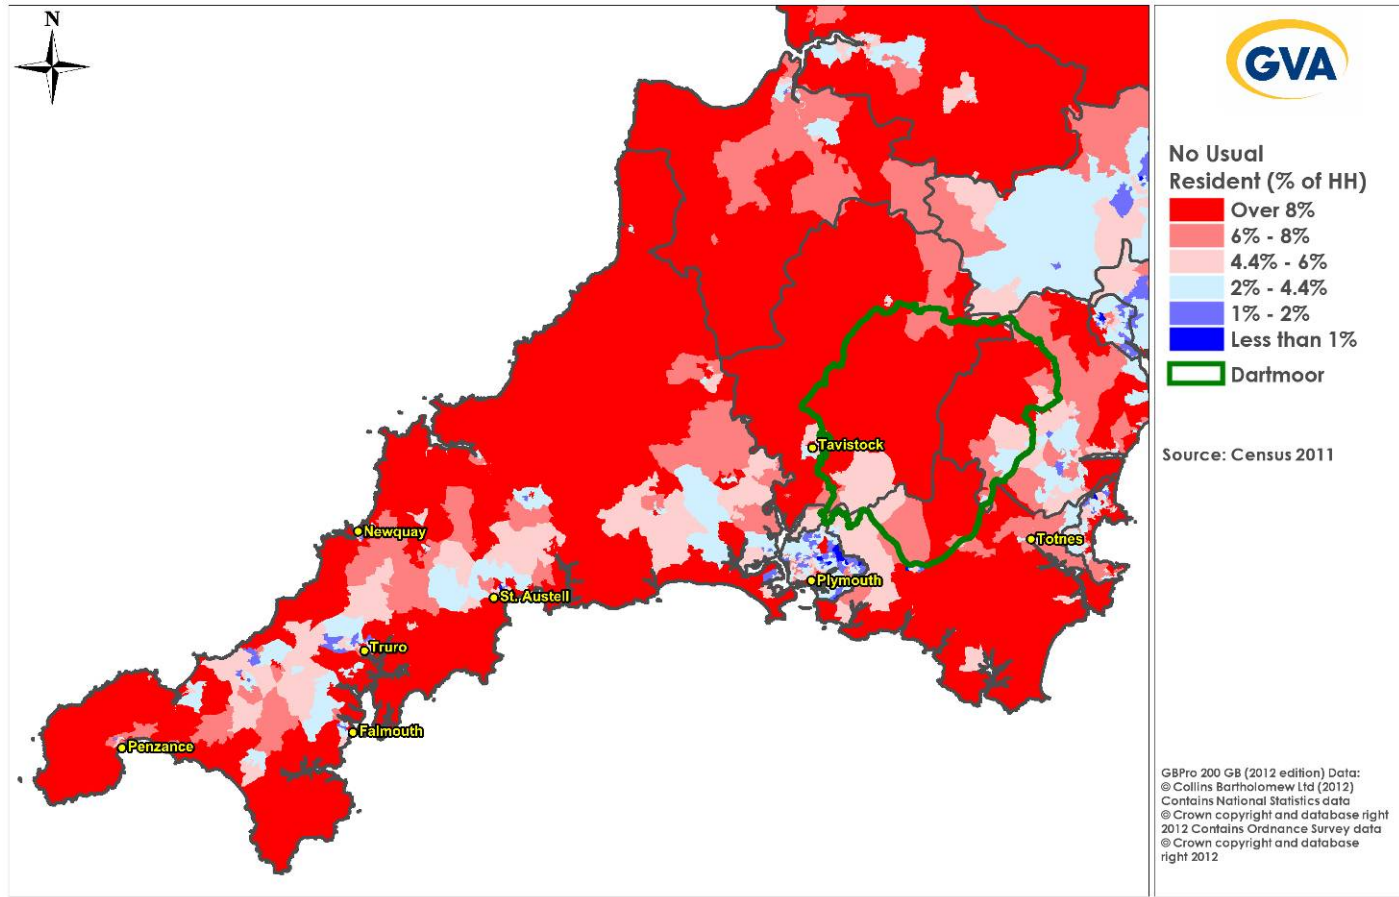 N
GVA
No Usual
Resident (% of HH)
Over 8%
6% - 8%
4.4% - 6%
2% - 4.4%
1% - 2%
Less than 1%
Dartmoor
Source: Census 2011
Tavistock
Newquay
Totnes
Plymouth
St. Austell
Truro
Falmouth
Penzance
GBPro 200 GB (2012 edition) Data:
© Collins Bartholomew Ltd (2012)
Contains National Statistics data
© Crown copyright and database right
2012 Contains Ordnance Survey data
© Crown copyright and database
right 2012